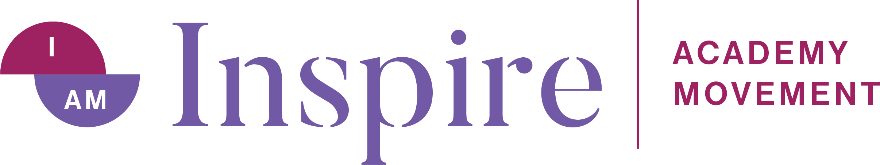 I
AM
Inspire
ACADEMY
MOVEMENT